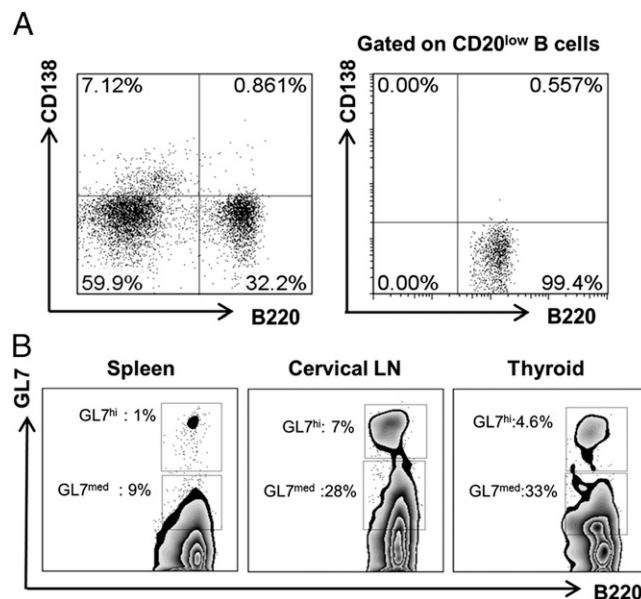 A
Gated on CD20low B cells
CD138
7.12%
0.861%
59.9%
32.2%
B220
CD138
0.00%
0.557%
0.00%
99.4%
B220
B
Spleen
Cervical LN
Thyroid
GL7
GL7hi : 1%
GL7med : 9%
GL7hi: 7%
GL7med :28%
GL7hi:4.6%
GL7med:33%
B220